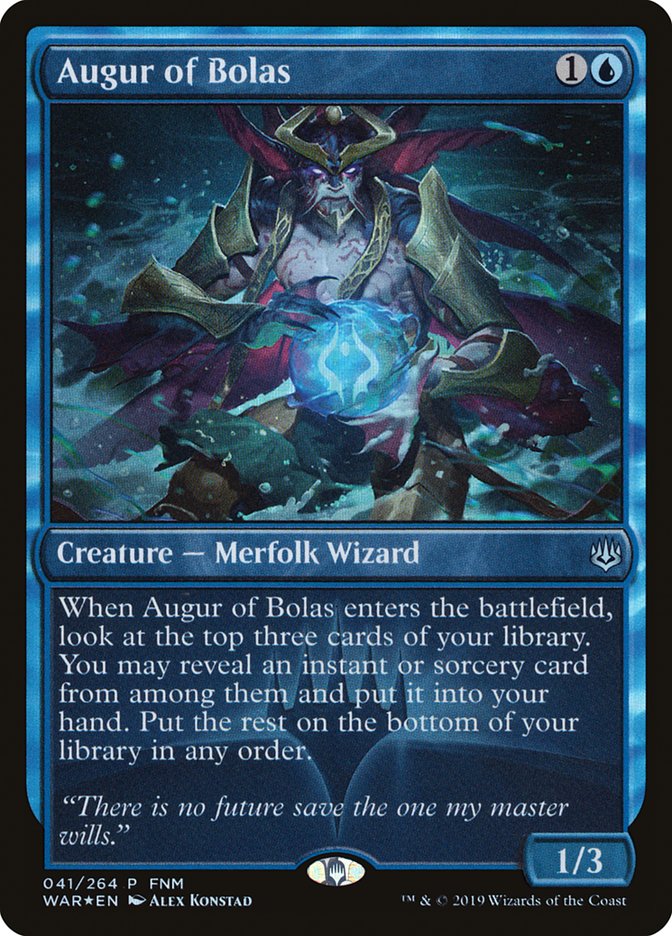 Augur of Bolas
1
Creature — Merfolk Wizard
When Augur of Bolas enters the battlefield,
look at the top three cards of your library.
You may reveal an instant or sorcery card
from among them and put it into your
hand. Put the rest on the bottom of your
library in any order.
“There is no future save the one my master
wills.”
1/3
041/264 P FNM
WAR★EN Alex Konstad
™ & © 2019 Wizards of the Coast